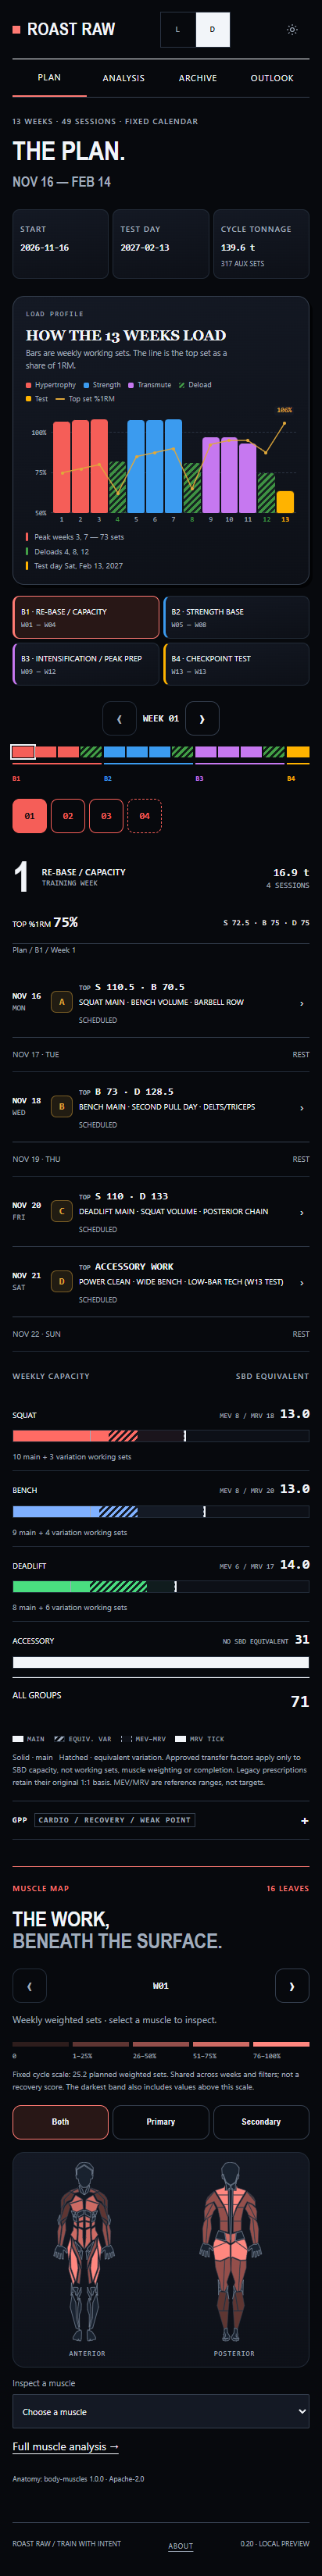 ROAST RAW
L
D
PLAN
ANALYSIS
ARCHIVE
OUTLOOK
13 WEEKS · 49 SESSIONS · FIXED CALENDAR
THE PLAN.
NOV 16 — FEB 14
START
2026-11-16
TEST DAY
2027-02-13
CYCLE TONNAGE
139.6 t
317 AUX SETS
LOAD PROFILE
HOW THE 13 WEEKS LOAD
Bars are weekly working sets. The line is the top set as a
share of 1RM.
Hypertrophy
Strength
Transmute
Deload
Test
Top set %1RM
106%
100%
75%
50%
1 2 3 4 5 6 7 8 9 10 11 12 13
Peak weeks 3, 7 — 73 sets
Deloads 4, 8, 12
Test day Sat, Feb 13, 2027
B1 · RE-BASE / CAPACITY
W01 — W04
B2 · STRENGTH BASE
W05 — W08
B3 · INTENSIFICATION / PEAK PREP
W09 — W12
B4 · CHECKPOINT TEST
W13 — W13
‹
WEEK 01
›
B1
B2
B3
B4
01
02
03
04
1
RE-BASE / CAPACITY
TRAINING WEEK
16.9 t
4 SESSIONS
TOP %1RM 75%
S 72.5 · B 75 · D 75
Plan / B1 / Week 1
NOV 16
MON
A
TOP S 110.5 · B 70.5
SQUAT MAIN · BENCH VOLUME · BARBELL ROW
SCHEDULED
›
NOV 17 · TUE
REST
NOV 18
WED
B
TOP B 73 · D 128.5
BENCH MAIN · SECOND PULL DAY · DELTS/TRICEPS
SCHEDULED
›
NOV 19 · THU
REST
NOV 20
FRI
C
TOP S 110 · D 133
DEADLIFT MAIN · SQUAT VOLUME · POSTERIOR CHAIN
SCHEDULED
›
NOV 21
SAT
D
TOP ACCESSORY WORK
POWER CLEAN · WIDE BENCH · LOW-BAR TECH (W13 TEST)
SCHEDULED
›
NOV 22 · SUN
REST
WEEKLY CAPACITY
SBD EQUIVALENT
SQUAT
MEV 8 / MRV 18 13.0
10 main + 3 variation working sets
BENCH
MEV 8 / MRV 20 13.0
9 main + 4 variation working sets
DEADLIFT
MEV 6 / MRV 17 14.0
8 main + 6 variation working sets
ACCESSORY
NO SBD EQUIVALENT 31
ALL GROUPS
71
MAIN
EQUIV. VAR
MEV–MRV
MRV TICK
Solid · main Hatched · equivalent variation. Approved transfer factors apply only to
SBD capacity, not working sets, muscle weighting or completion. Legacy prescriptions
retain their original 1:1 basis. MEV/MRV are reference ranges, not targets.
GPP
CARDIO / RECOVERY / WEAK POINT
+
MUSCLE MAP
16 LEAVES
THE WORK,
BENEATH THE SURFACE.
‹
W01
›
Weekly weighted sets · select a muscle to inspect.
0
1–25%
26–50%
51–75%
76–100%
Fixed cycle scale: 25.2 planned weighted sets. Shared across weeks and filters; not a
recovery score. The darkest band also includes values above this scale.
Both
Primary
Secondary
ANTERIOR
POSTERIOR
Inspect a muscle
Choose a muscle
Full muscle analysis →
Anatomy: body-muscles 1.0.0 · Apache-2.0
ROAST RAW / TRAIN WITH INTENT
ABOUT
0.20 · LOCAL PREVIEW